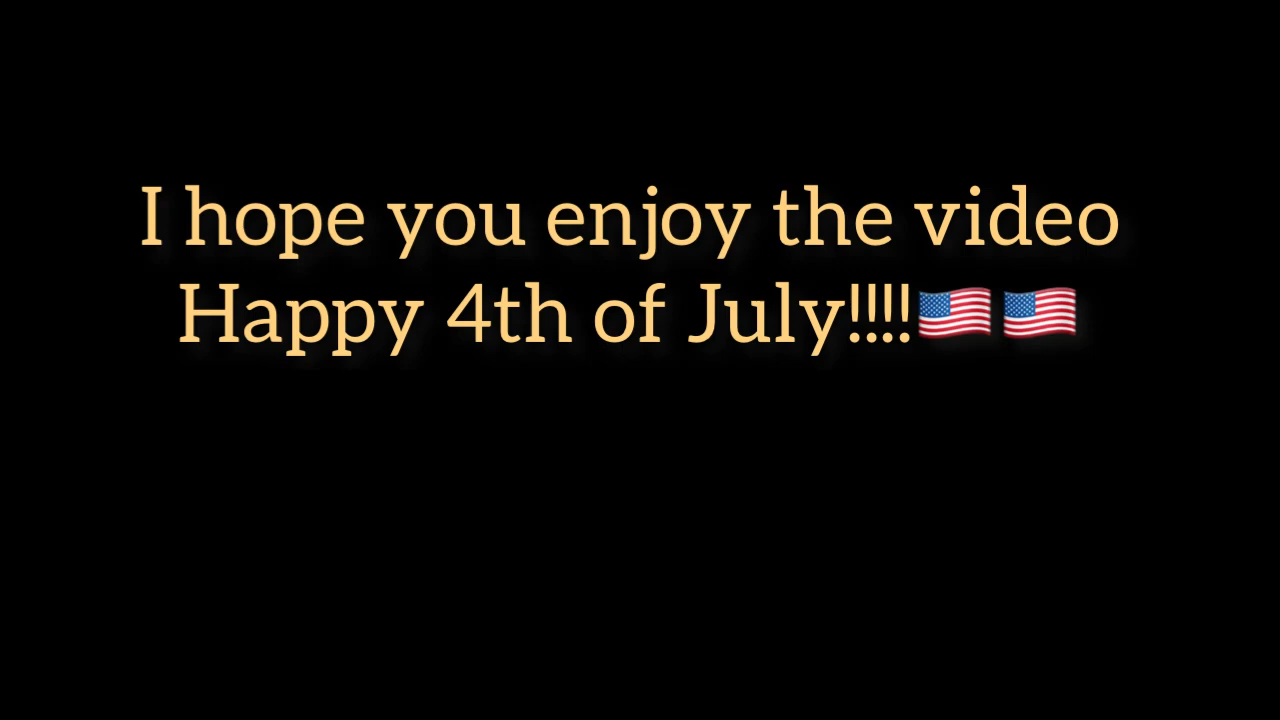 I hope you enjoy the video
Happy 4th of July!!!!🇺🇸🇺🇸